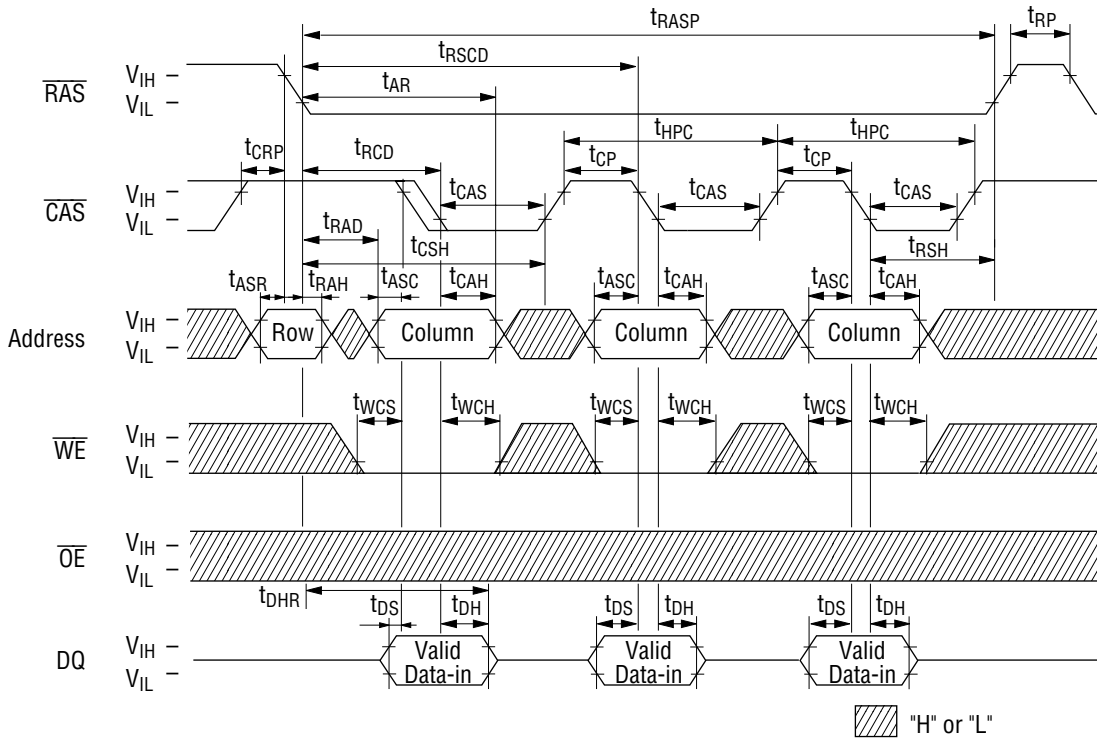 tRASP
tRP
tRSCD
tAR
RAS
VIH
VIL
tHPC
tHPC
tCRP
tRCD
tCP
tCP
CAS
VIH
VIL
tCAS
tCAS
tCAS
tRAD
tCSH
tRSH
tASR
tRAH
tASC
tCAH
tASC
tCAH
tASC
tCAH
Address
VIH
VIL
Row
Column
Column
Column
tWCS
tWCH
tWCS
tWCH
tWCS
tWCH
WE
VIH
VIL
OE
VIH
VIL
tDHR
tDS
tDH
tDS
tDH
tDS
tDH
DQ
VIH
VIL
Valid
Data-in
Valid
Data-in
Valid
Data-in
"H" or "L"